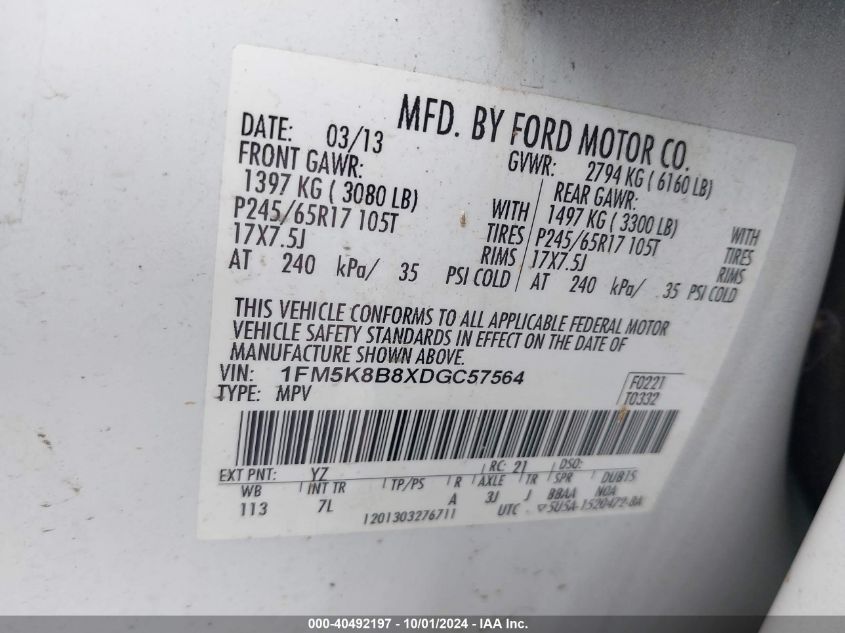 MFD. BY FORD MOTOR CO.
DATE: 03/13 GVWR: 2794 KG ( 6160 LB)
FRONT GAWR: REAR GAWR:
1397 KG ( 3080 LB) WITH 1497 KG ( 3300 LB) WITH
P245/65R17 105T TIRES P245/65R17 105T TIRES
17X7.5J RIMS 17X7.5J RIMS
AT 240 kPa/ 35 PSI COLD AT 240 kPa/ 35 PSI COLD
THIS VEHICLE CONFORMS TO ALL APPLICABLE FEDERAL MOTOR
VEHICLE SAFETY STANDARDS IN EFFECT ON THE DATE OF
MANUFACTURE SHOWN ABOVE.
VIN: 1FM5K8B8XDGC57564 F0221
TYPE: MPV T0332
EXT PNT: YZ RC: 21 DSO:
WB INT TR TP/PS R AXLE TR SPR DUB15
113 7L A 3J J BBAA NOA
1201303276711 UTC 5U5A-1520472-BA
000-40492197 - 10/01/2024 - IAA Inc.